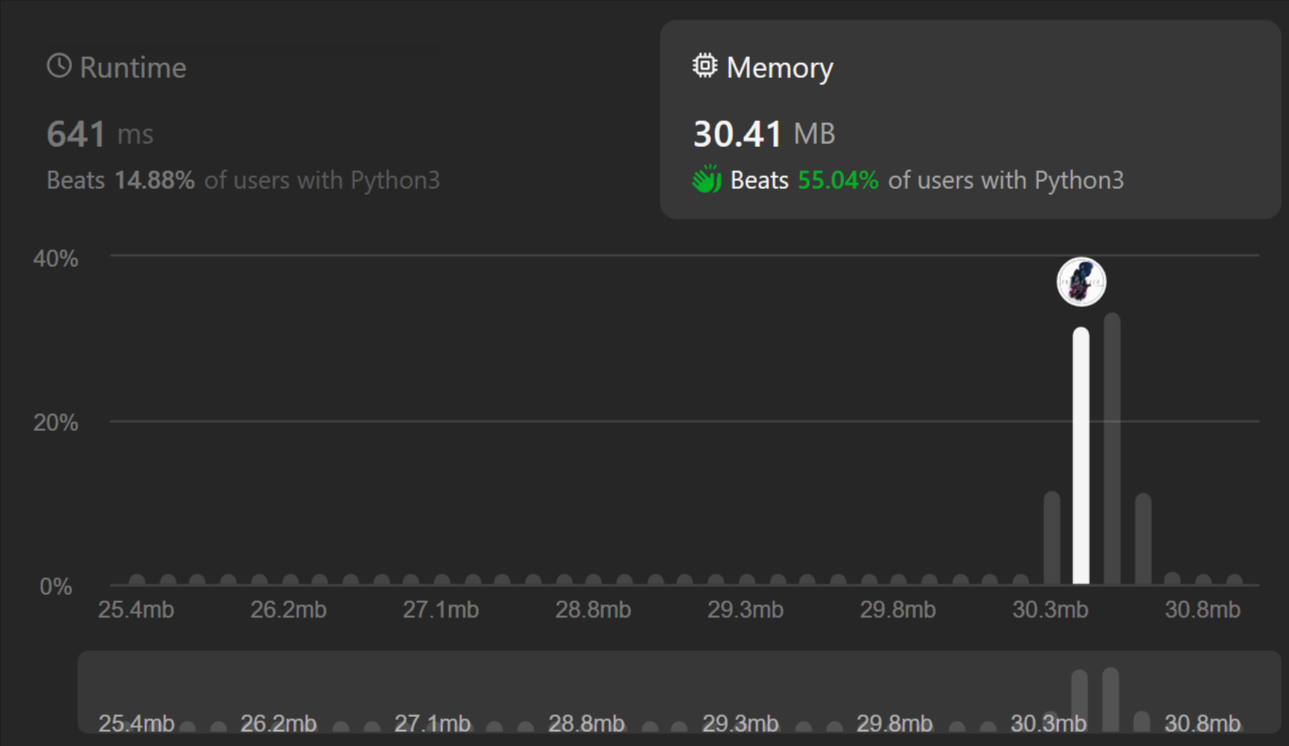 Runtime
641 ms
Beats 14.88% of users with Python3
Memory
30.41 MB
Beats 55.04% of users with Python3
40%
20%
0%
25.4mb 26.2mb 27.1mb 28.8mb 29.3mb 29.8mb 30.3mb 30.8mb
25.4mb 26.2mb 27.1mb 28.8mb 29.3mb 29.8mb 30.3mb 30.8mb